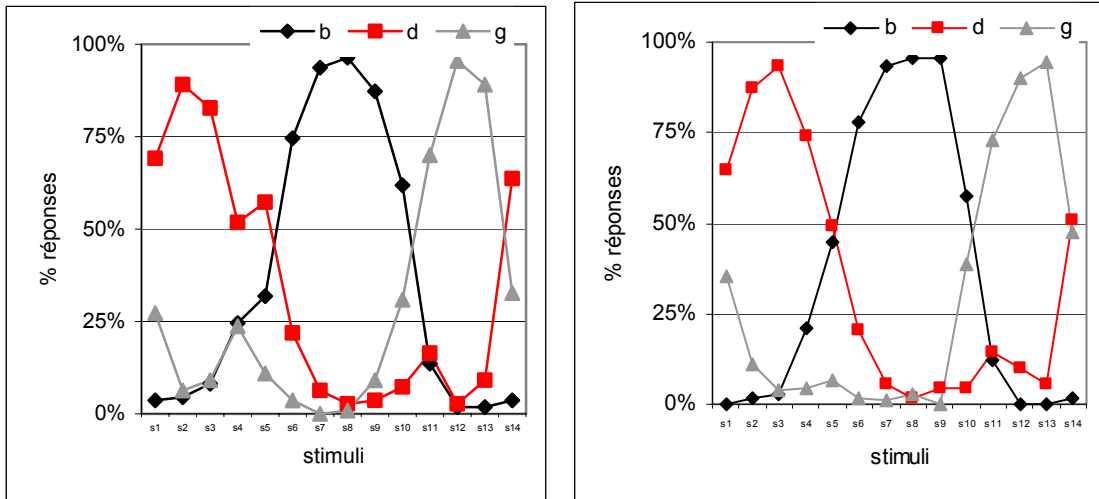 b d g
100%
75%
50%
25%
0%
% réponses
s1 s2 s3 s4 s5 s6 s7 s8 s9 s10 s11 s12 s13 s14
stimuli
b d g
100%
75%
50%
25%
0%
% réponses
s1 s2 s3 s4 s5 s6 s7 s8 s9 s10 s11 s12 s13 s14
stimuli